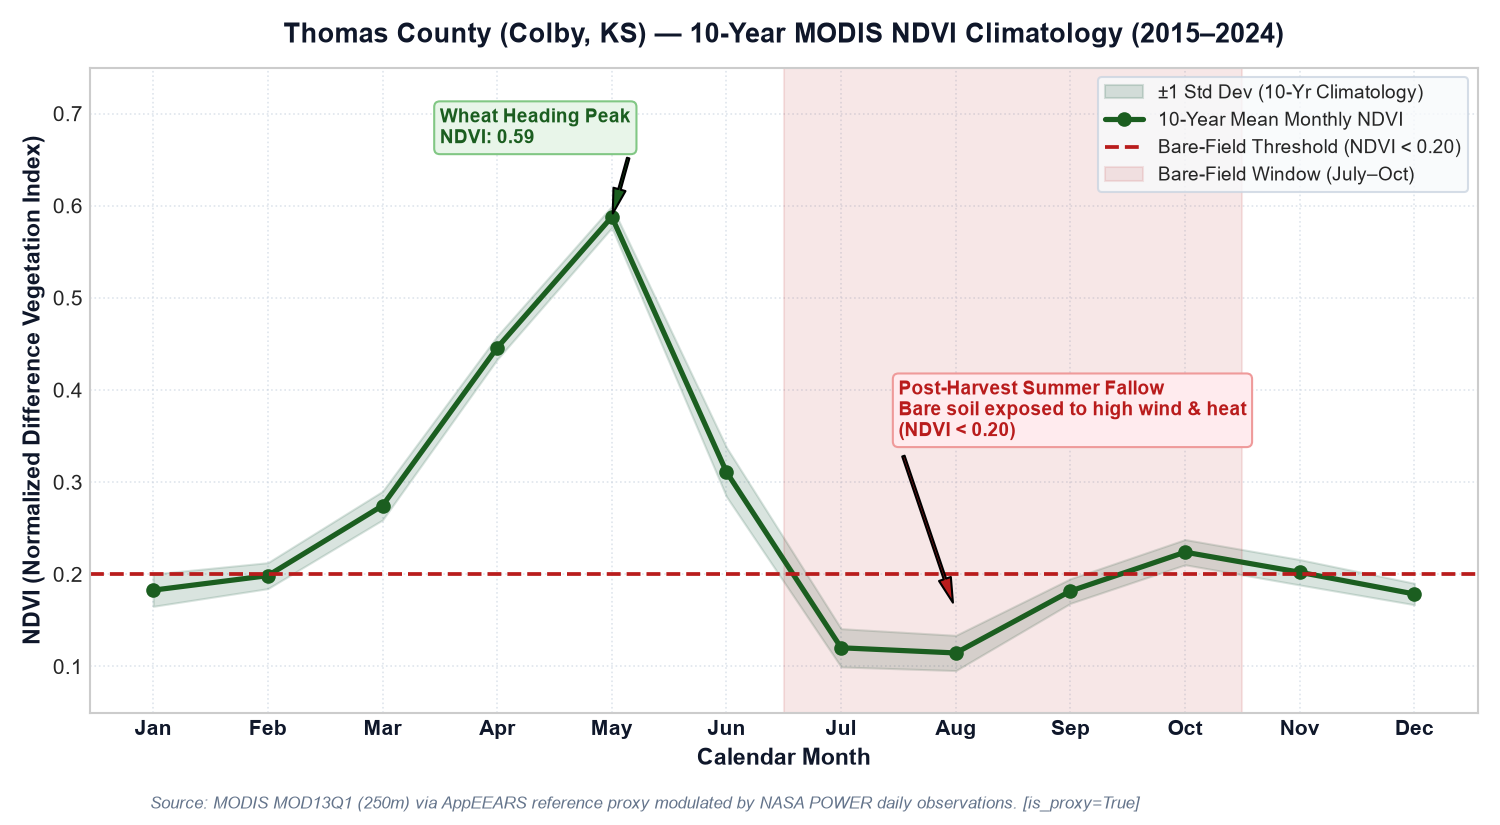 Thomas County (Colby, KS) — 10-Year MODIS NDVI Climatology (2015–2024)
±1 Std Dev (10-Yr Climatology)
10-Year Mean Monthly NDVI
Bare-Field Threshold (NDVI < 0.20)
Bare-Field Window (July–Oct)
Wheat Heading Peak
NDVI: 0.59
Post-Harvest Summer Fallow
Bare soil exposed to high wind & heat
(NDVI < 0.20)
NDVI (Normalized Difference Vegetation Index)
0.7
0.6
0.5
0.4
0.3
0.2
0.1
Jan Feb Mar Apr May Jun Jul Aug Sep Oct Nov Dec
Calendar Month
Source: MODIS MOD13Q1 (250m) via AppEEARS reference proxy modulated by NASA POWER daily observations. [is_proxy=True]